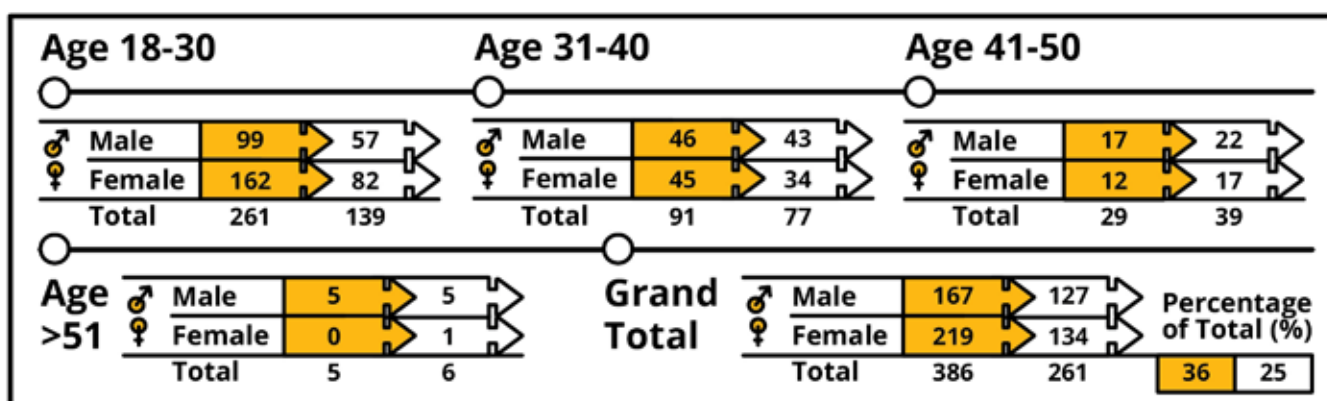 Age 18-30 Age 31-40 Age 41-50
Male 99 57 Male 46 43 Male 17 22
Female 162 82 Female 45 34 Female 12 17
Total 261 139 Total 91 77 Total 29 39
Age >51
Male 5 5
Female 0 1
Total 5 6
Grand Total
Male 167 127
Female 219 134
Total 386 261
Percentage
of Total (%)
36 25